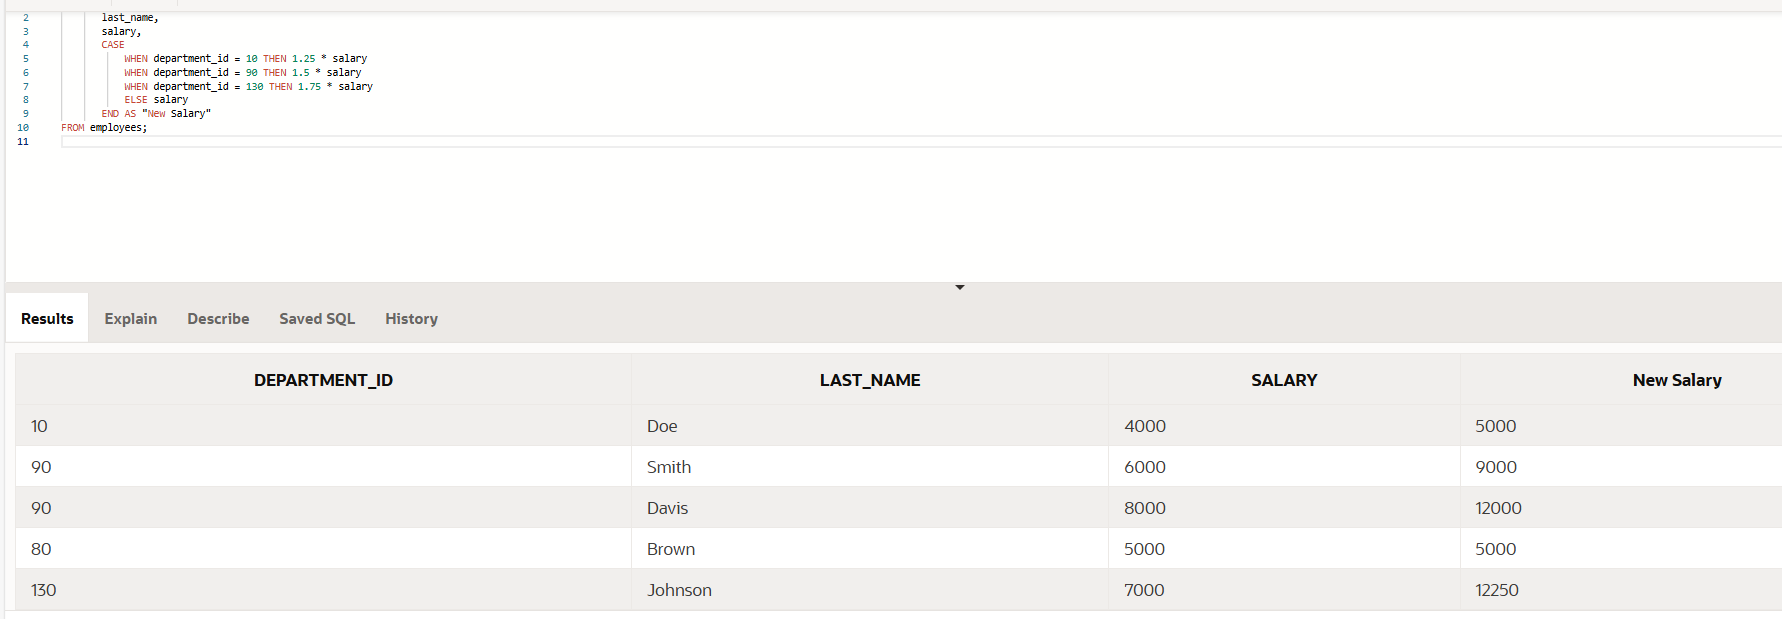 2 last_name,
3 salary,
4 CASE
5 WHEN department_id = 10 THEN 1.25 * salary
6 WHEN department_id = 90 THEN 1.5 * salary
7 WHEN department_id = 130 THEN 1.75 * salary
8 ELSE salary
9 END AS "New Salary"
10 FROM employees;
11
Results Explain Describe Saved SQL History
DEPARTMENT_ID LAST_NAME SALARY New Salary
10 Doe 4000 5000
90 Smith 6000 9000
90 Davis 8000 12000
80 Brown 5000 5000
130 Johnson 7000 12250